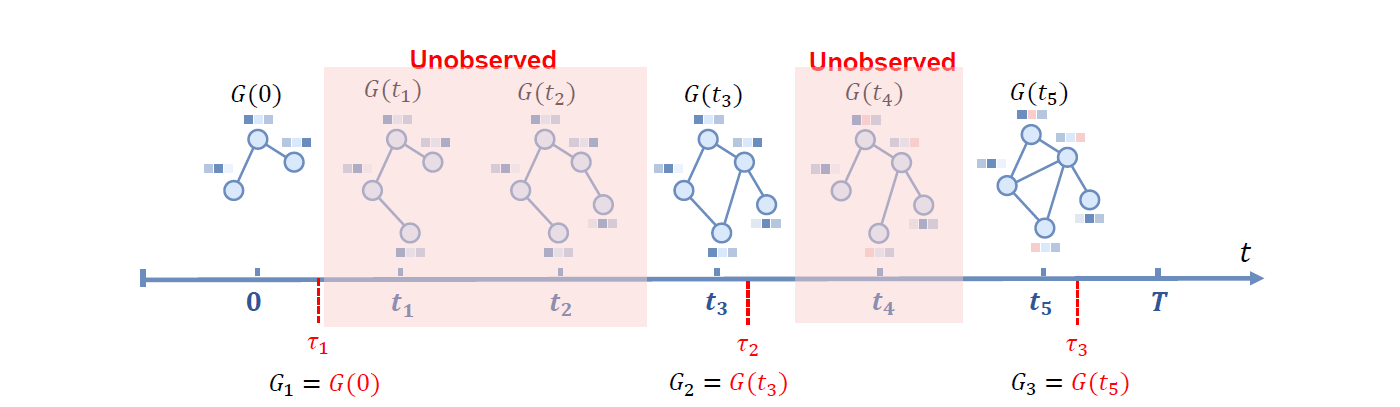 Unobserved Unobserved
G(0) G(t₁) G(t₂) G(t₃) G(t₄) G(t₅)
t
0 t₁ t₂ t₃ t₄ t₅ T
τ₁ τ₂ τ₃
G₁ = G(0) G₂ = G(t₃) G₃ = G(t₅)